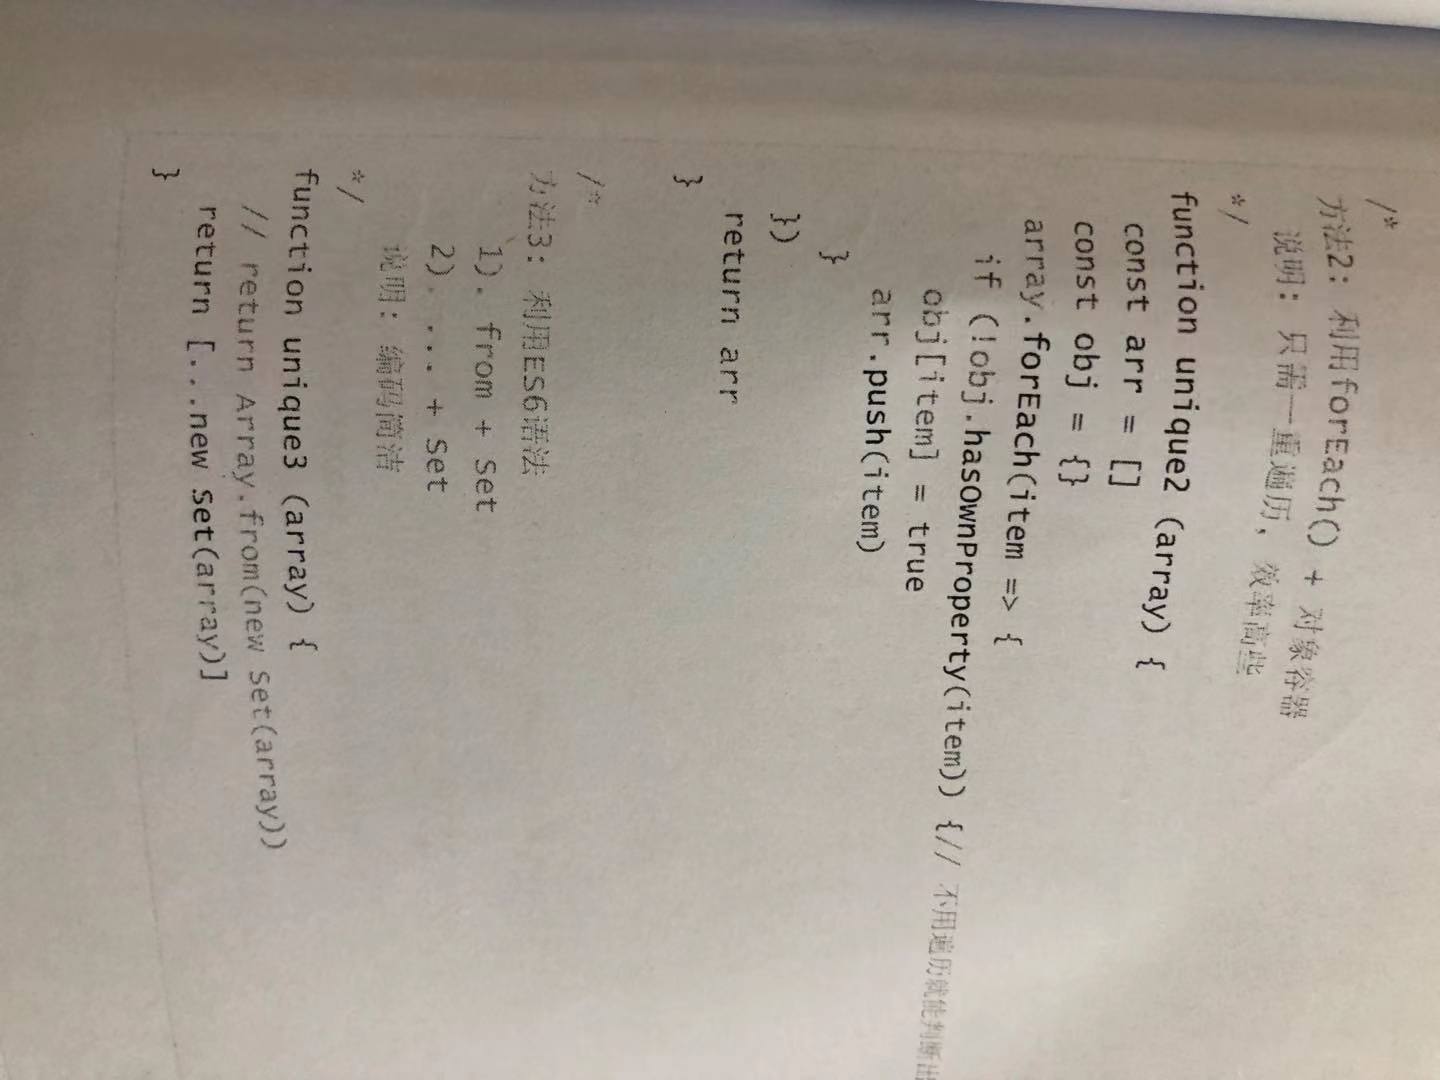 /*
方法2: 利用forEach() + 对象容器
说明: 只需一重遍历, 效率高些
*/
function unique2 (array) {
const arr = []
const obj = {}
array.forEach(item => {
if (!obj.hasOwnProperty(item)) {// 不用遍历就能判断出
obj[item] = true
arr.push(item)
}
})
return arr
}
/*
方法3: 利用ES6语法
1). from + Set
2). ... + Set
说明: 编码简洁
*/
function unique3 (array) {
// return Array.from(new Set(array))
return [...new Set(array)]
}